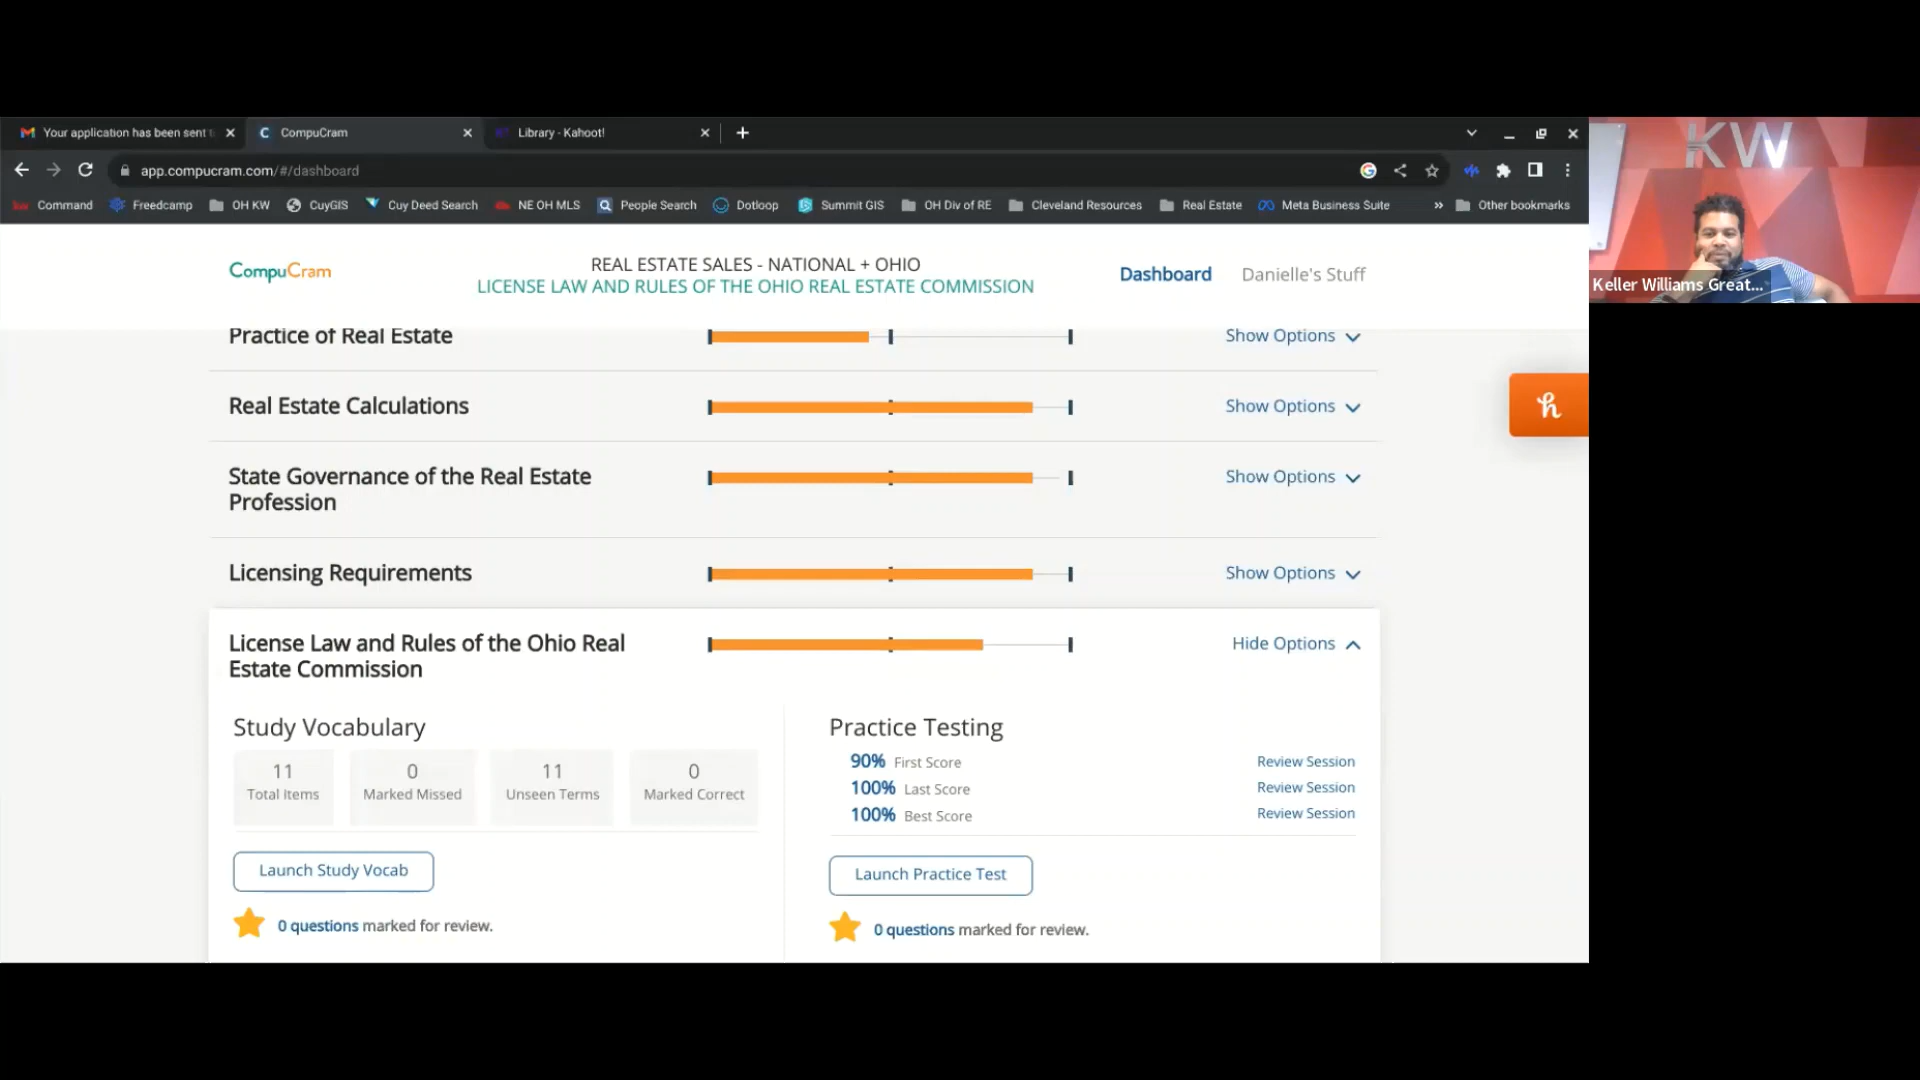 Your application has been sent t
CompuCram
Library - Kahoot!
app.compucram.com/#/dashboard
Command
Freedcamp
OH KW
CuyGIS
Cuy Deed Search
NE OH MLS
People Search
Dotloop
Summit GIS
OH Div of RE
Cleveland Resources
Real Estate
Meta Business Suite
»
Other bookmarks
KW
Keller Williams Great...
CompuCram
REAL ESTATE SALES - NATIONAL + OHIO
LICENSE LAW AND RULES OF THE OHIO REAL ESTATE COMMISSION
Dashboard
Danielle's Stuff
Practice of Real Estate
Show Options
Real Estate Calculations
Show Options
State Governance of the Real Estate
Profession
Show Options
Licensing Requirements
Show Options
License Law and Rules of the Ohio Real
Estate Commission
Hide Options
Study Vocabulary
11
Total Items
0
Marked Missed
11
Unseen Terms
0
Marked Correct
Launch Study Vocab
0 questions marked for review.
Practice Testing
90% First Score Review Session
100% Last Score Review Session
100% Best Score Review Session
Launch Practice Test
0 questions marked for review.
h